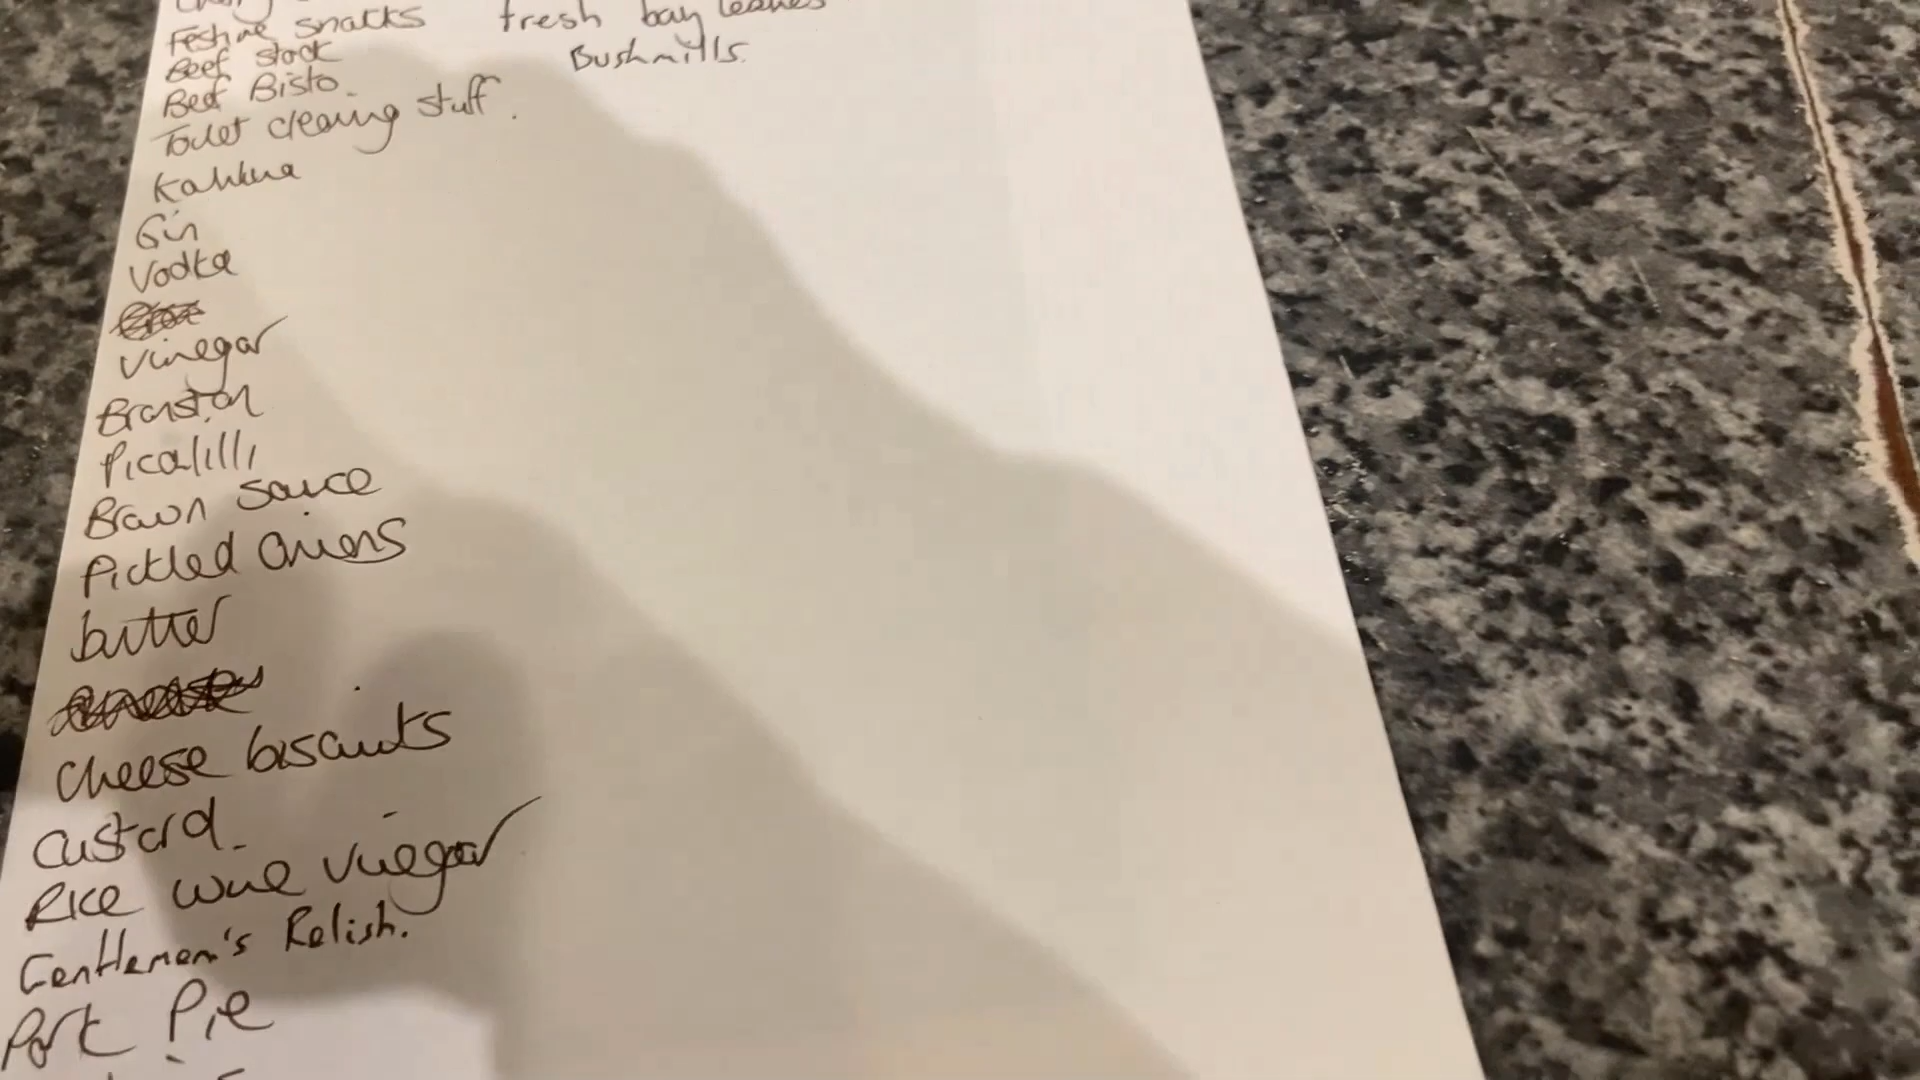 Festive snacks
Beef stock
Beef Bisto.
Toilet cleaning stuff.
Kahlua
Gin
Vodka
Vinegar
Branston
Picalilli
Brown Sauce
Pickled Onions
butter
Cheese biscuits
Custard.
Rice wine vinegar
Gentlemen's Relish.
Pork Pie
fresh bay leaves
Bushmills.